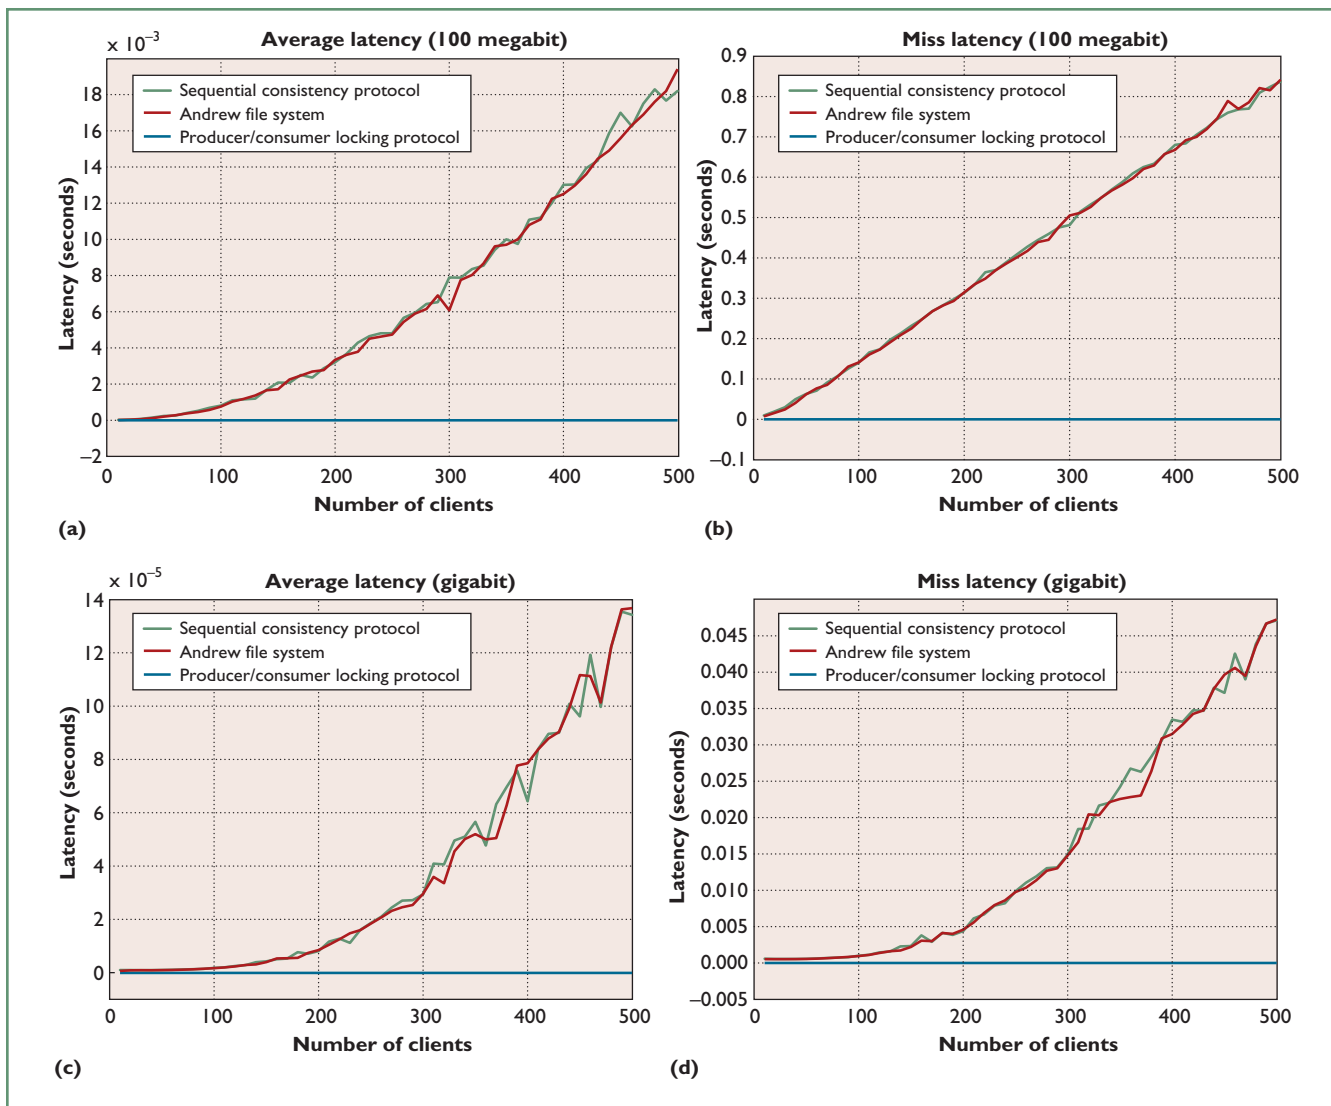 Average latency (100 megabit)
x 10–3
Sequential consistency protocol
Andrew file system
Producer/consumer locking protocol
18
16
14
12
10
8
6
4
2
0
–2
Latency (seconds)
0 100 200 300 400 500
Number of clients
(a)
Miss latency (100 megabit)
Sequential consistency protocol
Andrew file system
Producer/consumer locking protocol
0.9
0.8
0.7
0.6
0.5
0.4
0.3
0.2
0.1
0
–0.1
Latency (seconds)
0 100 200 300 400 500
Number of clients
(b)
Average latency (gigabit)
x 10–5
Sequential consistency protocol
Andrew file system
Producer/consumer locking protocol
14
12
10
8
6
4
2
0
Latency (seconds)
0 100 200 300 400 500
Number of clients
(c)
Miss latency (gigabit)
Sequential consistency protocol
Andrew file system
Producer/consumer locking protocol
0.045
0.040
0.035
0.030
0.025
0.020
0.015
0.010
0.005
0.000
–0.005
Latency (seconds)
0 100 200 300 400 500
Number of clients
(d)